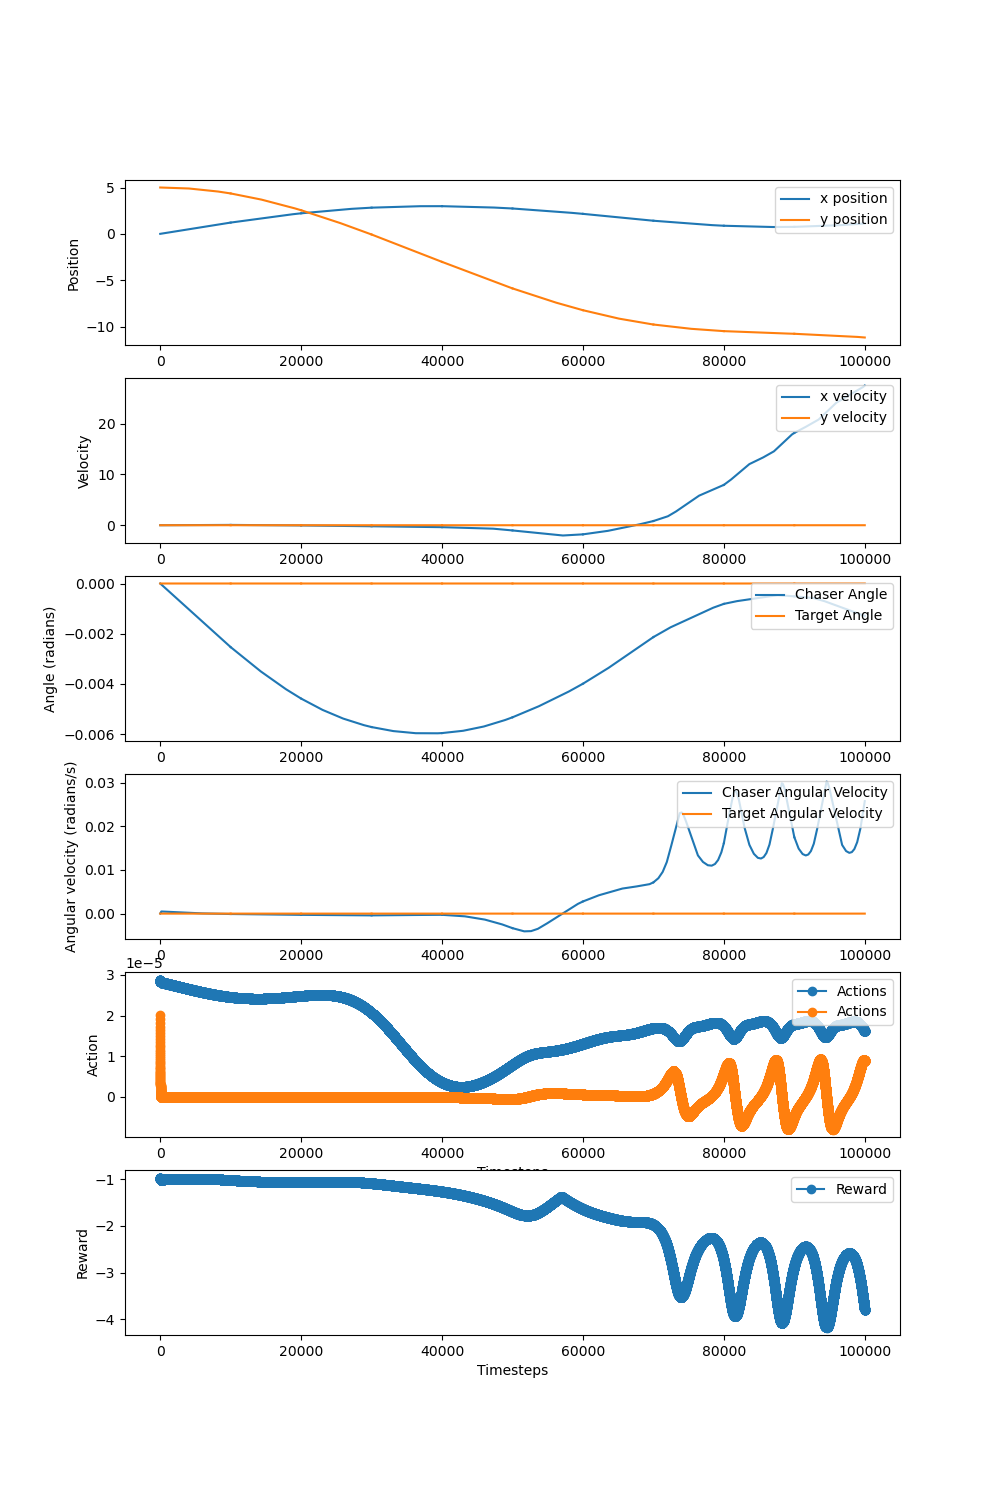 5
0
−5
−10
Position
x position
y position
0 20000 40000 60000 80000 100000
20
10
0
Velocity
x velocity
y velocity
0 20000 40000 60000 80000 100000
0.000
−0.002
−0.004
−0.006
Angle (radians)
Chaser Angle
Target Angle
0 20000 40000 60000 80000 100000
0.03
0.02
0.01
0.00
Angular velocity (radians/s)
Chaser Angular Velocity
Target Angular Velocity
0 20000 40000 60000 80000 100000
1e−5
3
2
1
0
Action
Actions
Actions
0 20000 40000 60000 80000 100000
Timesteps
−1
−2
−3
−4
Reward
Reward
0 20000 40000 60000 80000 100000
Timesteps